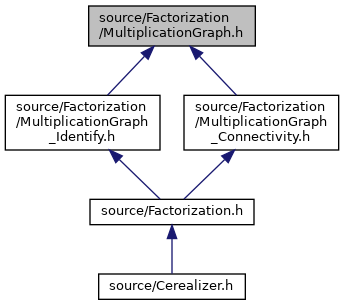 source/Factorization
/MultiplicationGraph.h
source/Factorization
/MultiplicationGraph
_Identify.h
source/Factorization
/MultiplicationGraph
_Connectivity.h
source/Factorization.h
source/Cerealizer.h